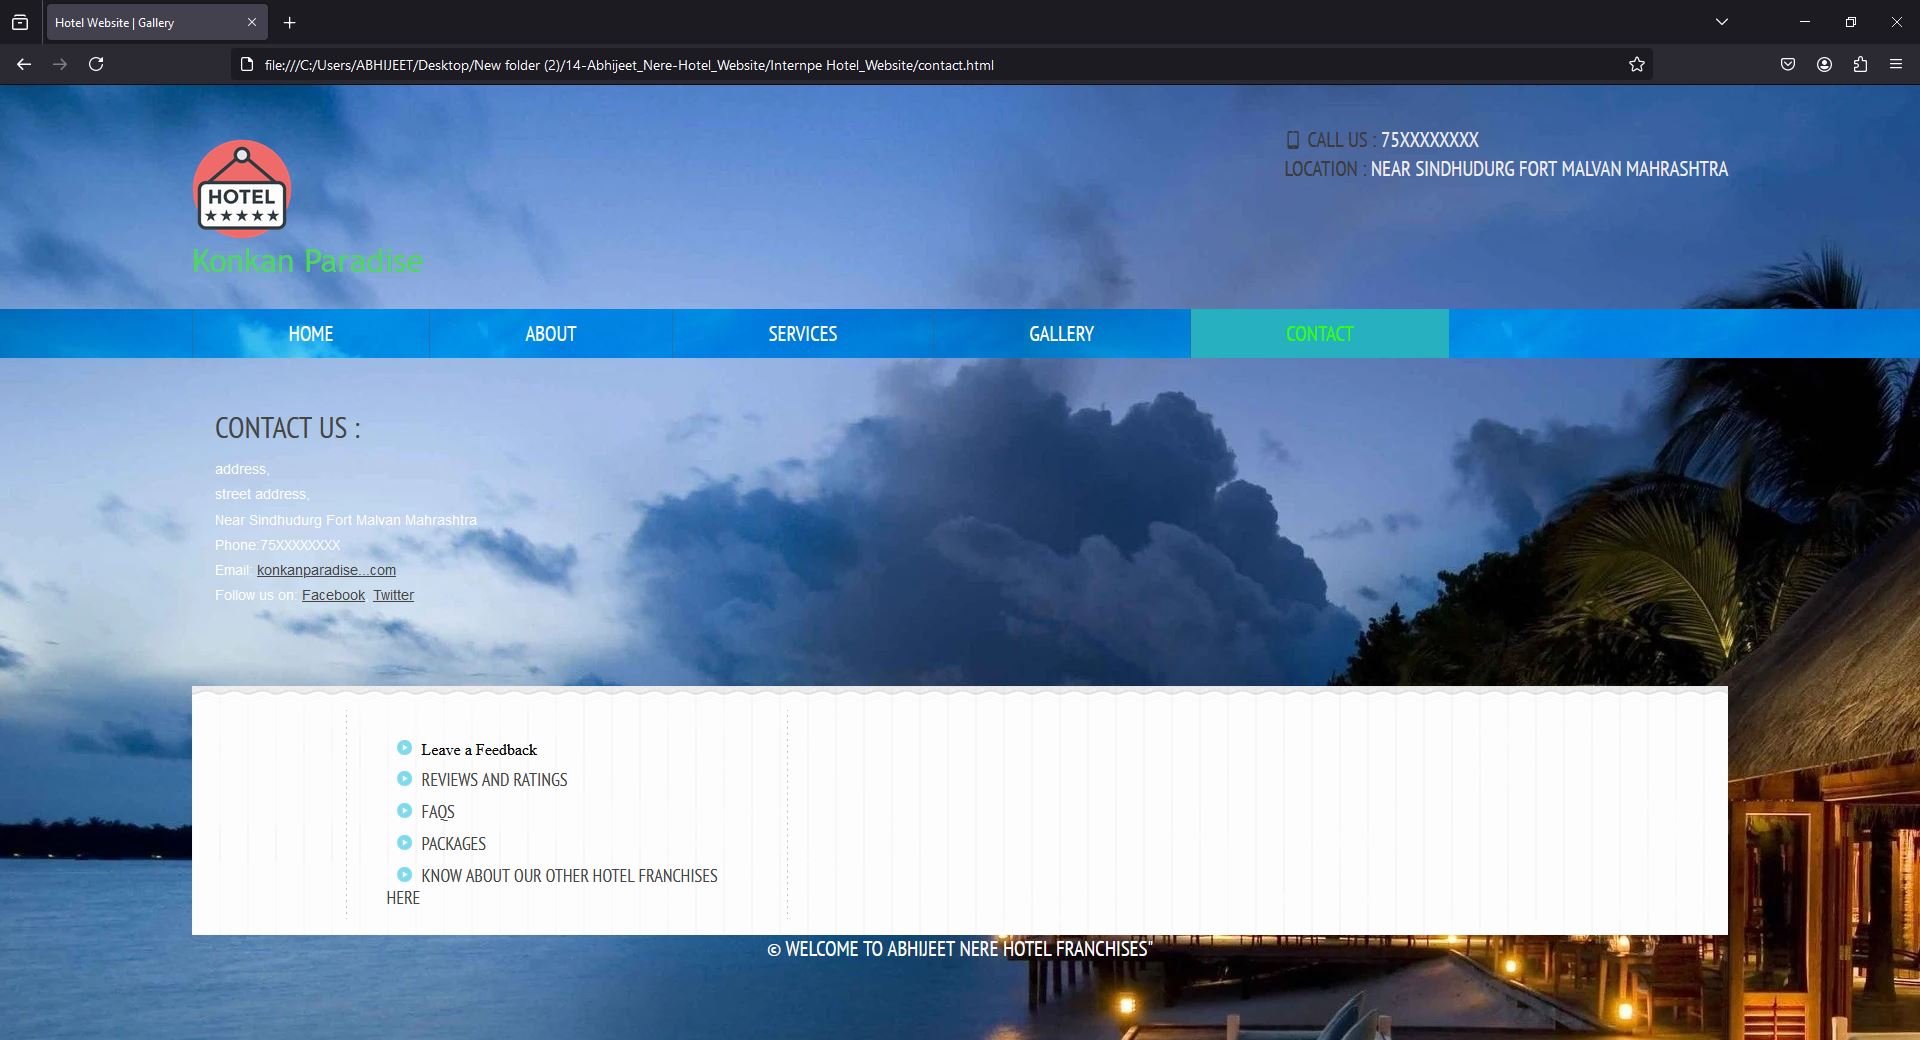 Hotel Website | Gallery
file:///C:/Users/ABHIJEET/Desktop/New folder (2)/14-Abhijeet_Nere-Hotel_Website/Internpe Hotel_Website/contact.html
CALL US : 75XXXXXXXX
LOCATION : NEAR SINDHUDURG FORT MALVAN MAHRASHTRA
HOTEL
★★★★★
Konkan Paradise
HOME
ABOUT
SERVICES
GALLERY
CONTACT
CONTACT US :
address,
street address,
Near Sindhudurg Fort Malvan Mahrashtra
Phone:75XXXXXXXX
Email: konkanparadise...com
Follow us on: Facebook, Twitter
Leave a Feedback
REVIEWS AND RATINGS
FAQS
PACKAGES
KNOW ABOUT OUR OTHER HOTEL FRANCHISES
HERE
© WELCOME TO ABHIJEET NERE HOTEL FRANCHISES"